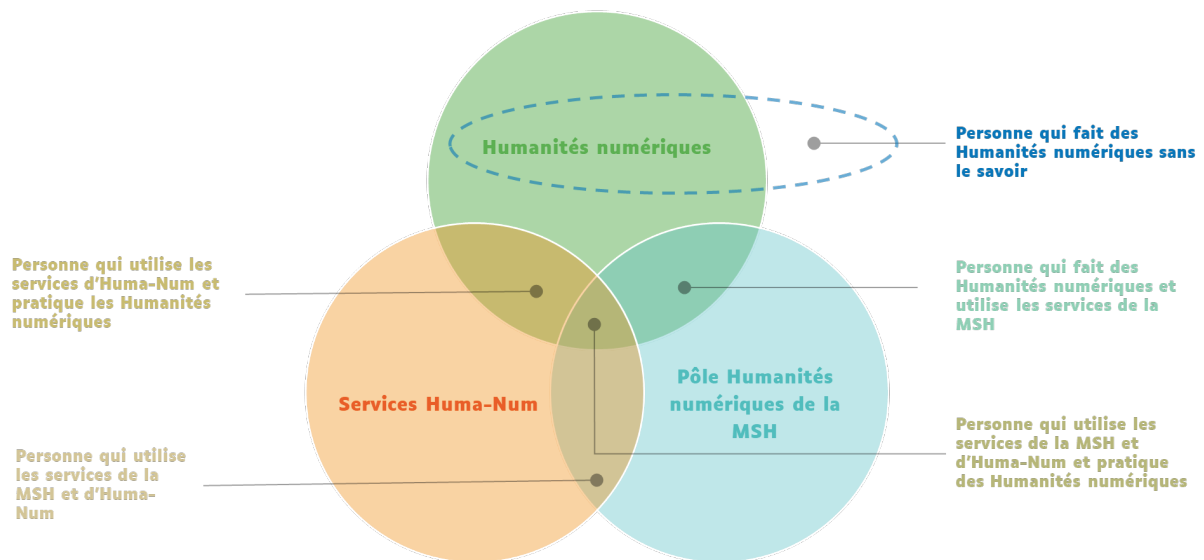 Humanités numériques
Personne qui fait des
Humanités numériques sans
le savoir
Personne qui utilise les
services d'Huma-Num et
pratique les Humanités
numériques
Personne qui fait des
Humanités numériques et
utilise les services de la
MSH
Services Huma-Num
Pôle Humanités
numériques de la
MSH
Personne qui utilise
les services de la
MSH et d'Huma-
Num
Personne qui utilise les
services de la MSH et
d'Huma-Num et pratique
des Humanités numériques